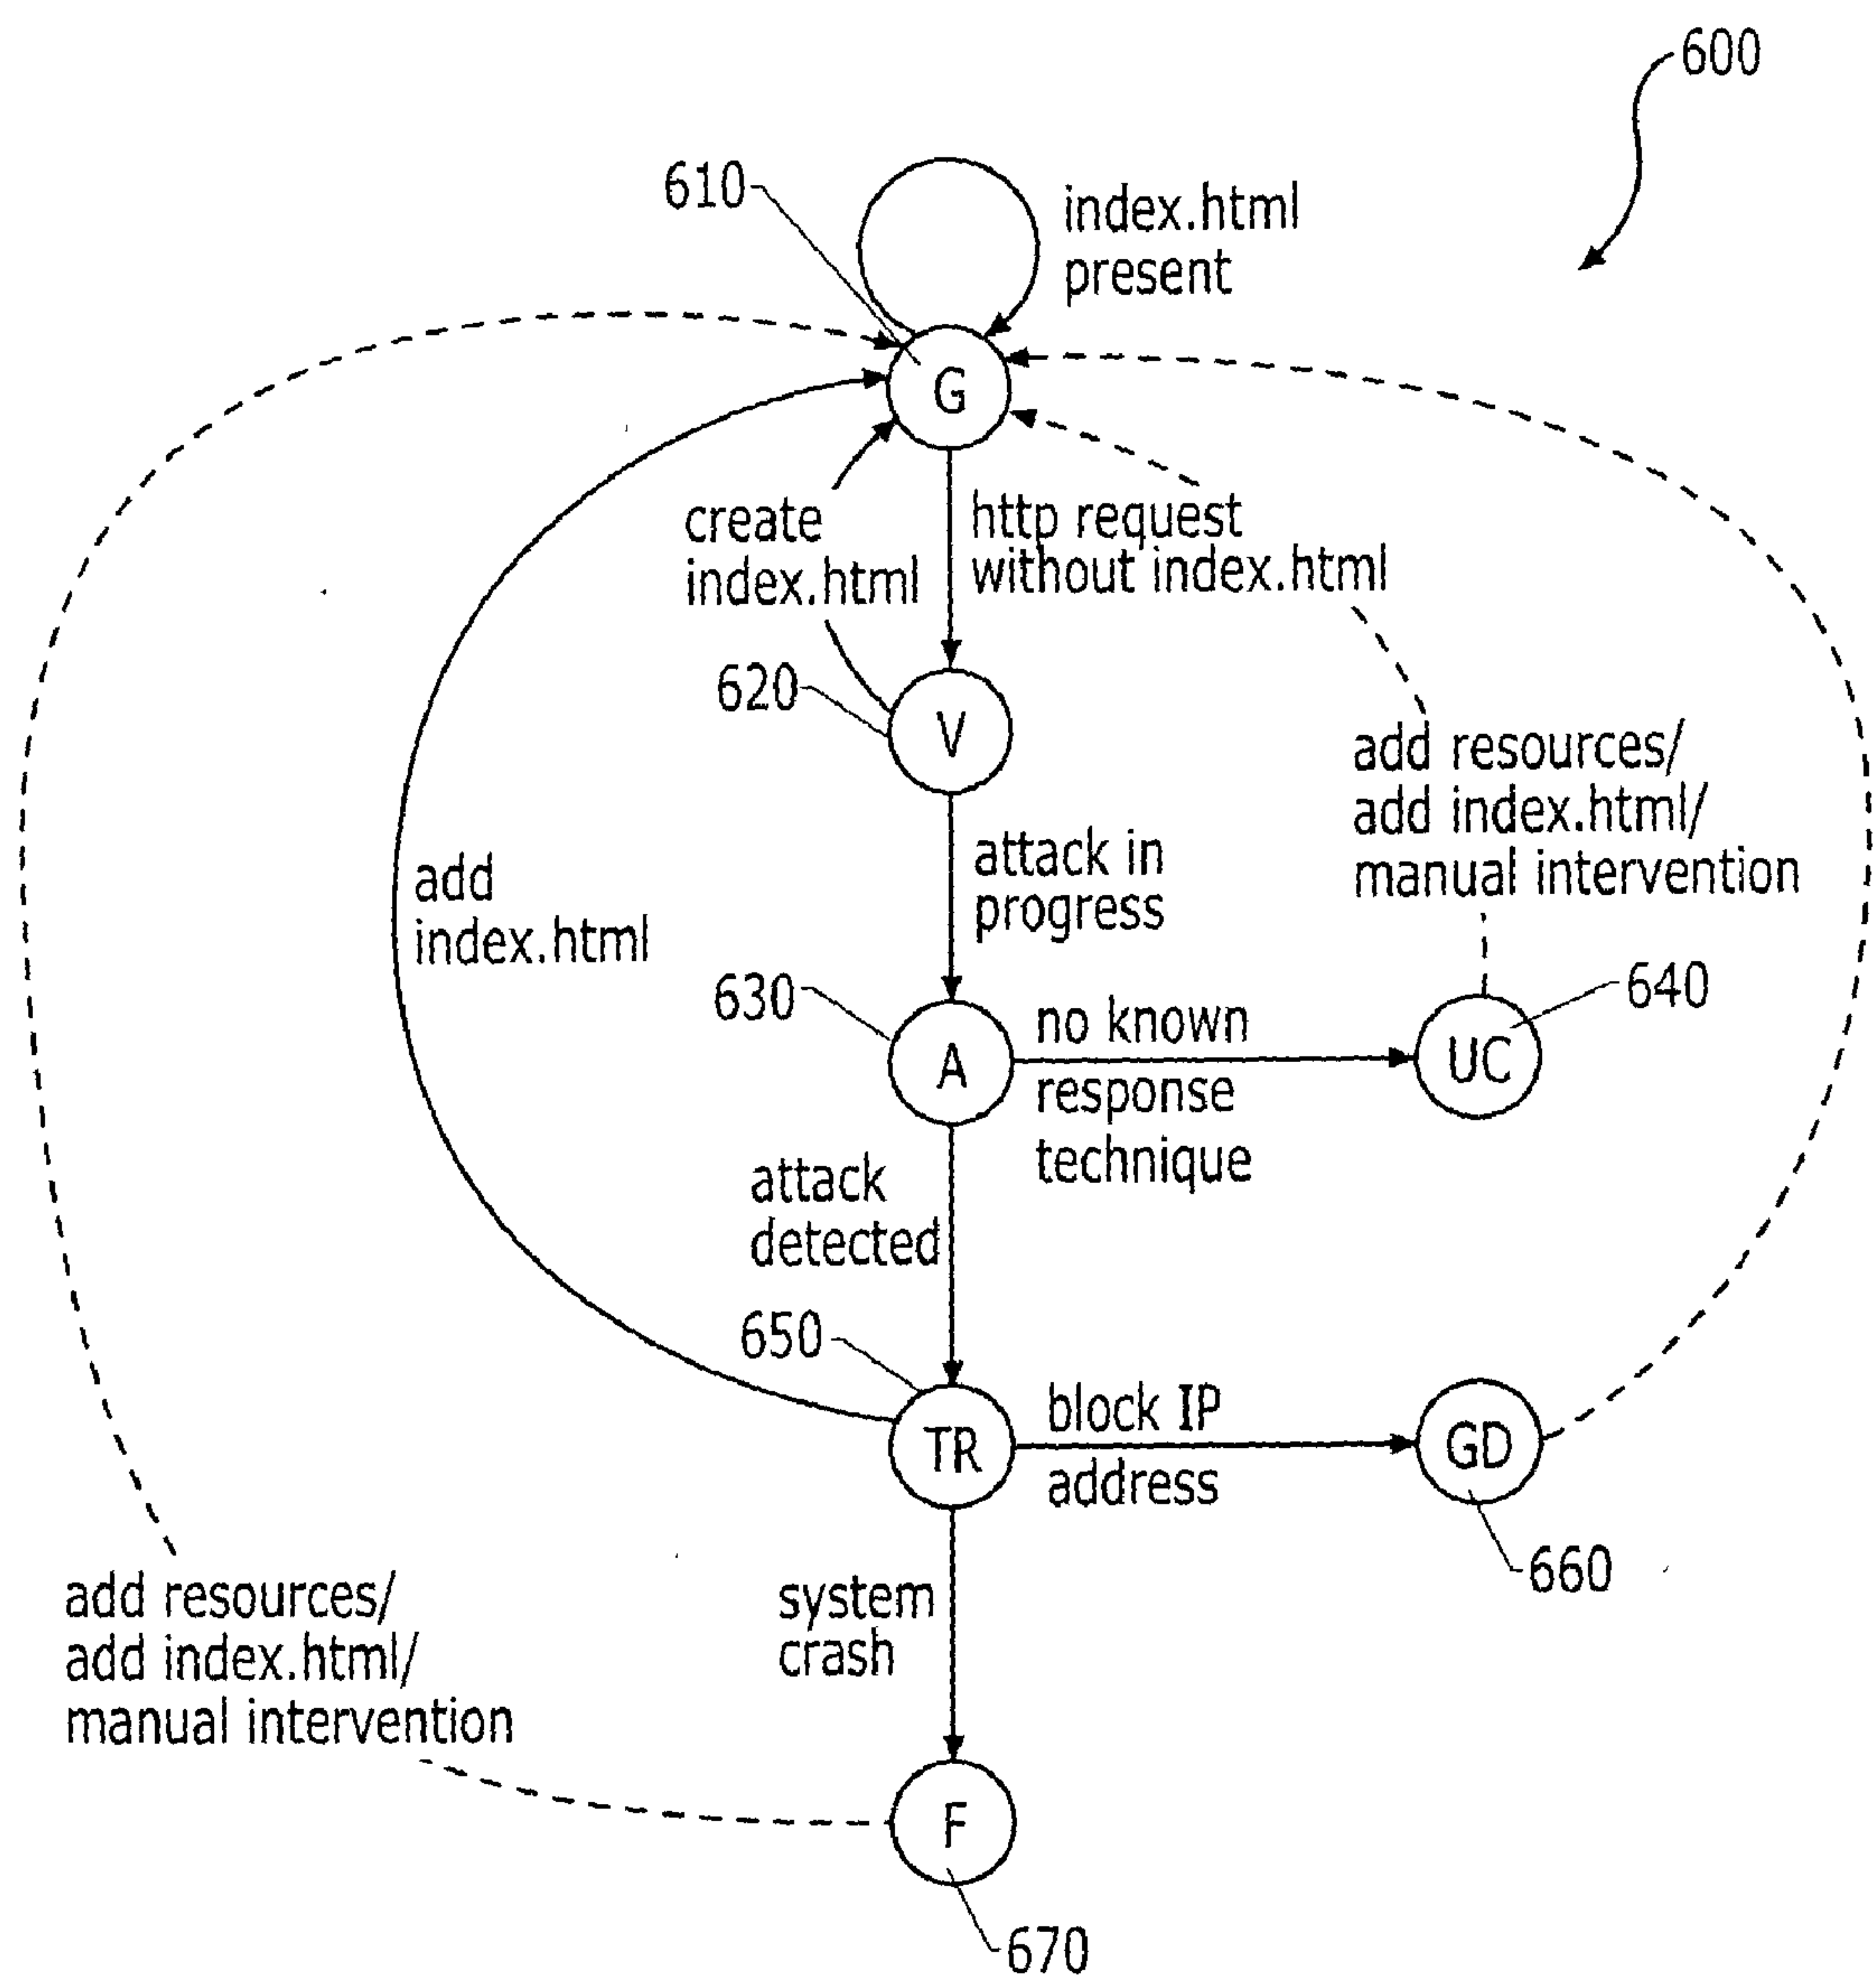 600
610
index.html
present
G
create
index.html
http request
without index.html
620
V
add resources/
add index.html/
manual intervention
attack in
progress
add
index.html
630
A
no known
response
technique
640
UC
attack
detected
650
TR
block IP
address
GD
660
system
crash
add resources/
add index.html/
manual intervention
F
670